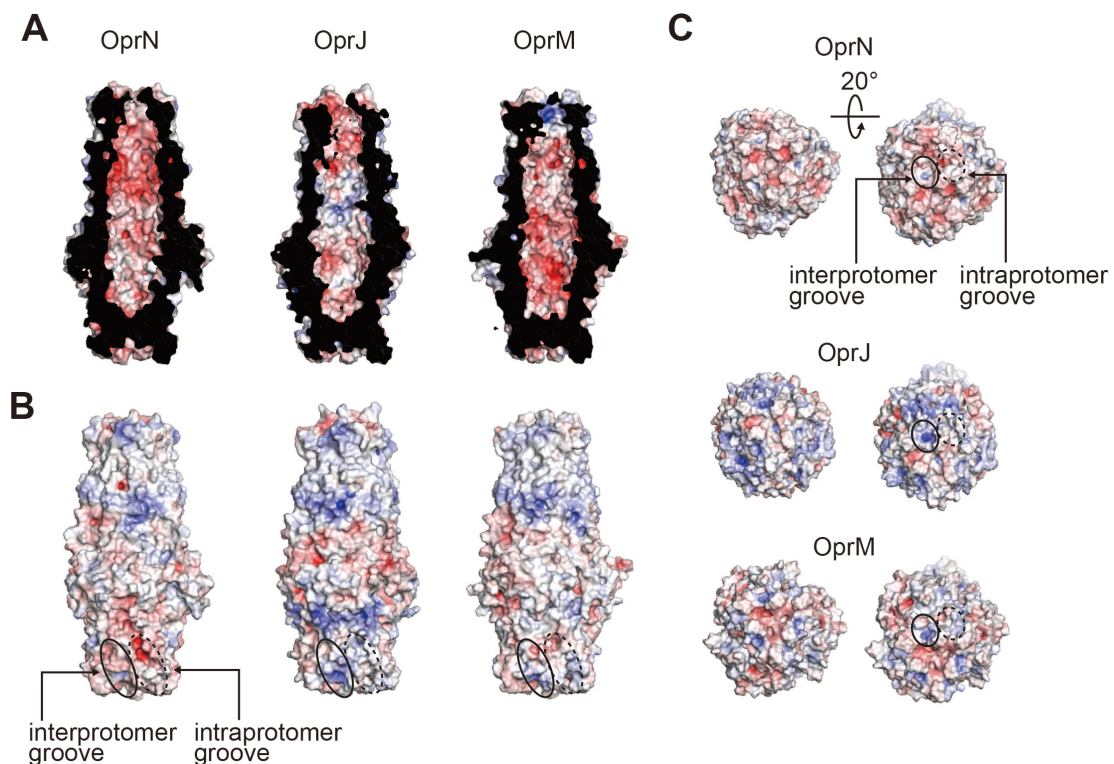 A
OprN
OprJ
OprM
B
interprotomer
groove
intraprotomer
groove
C
OprN
20°
interprotomer
groove
intraprotomer
groove
OprJ
OprM